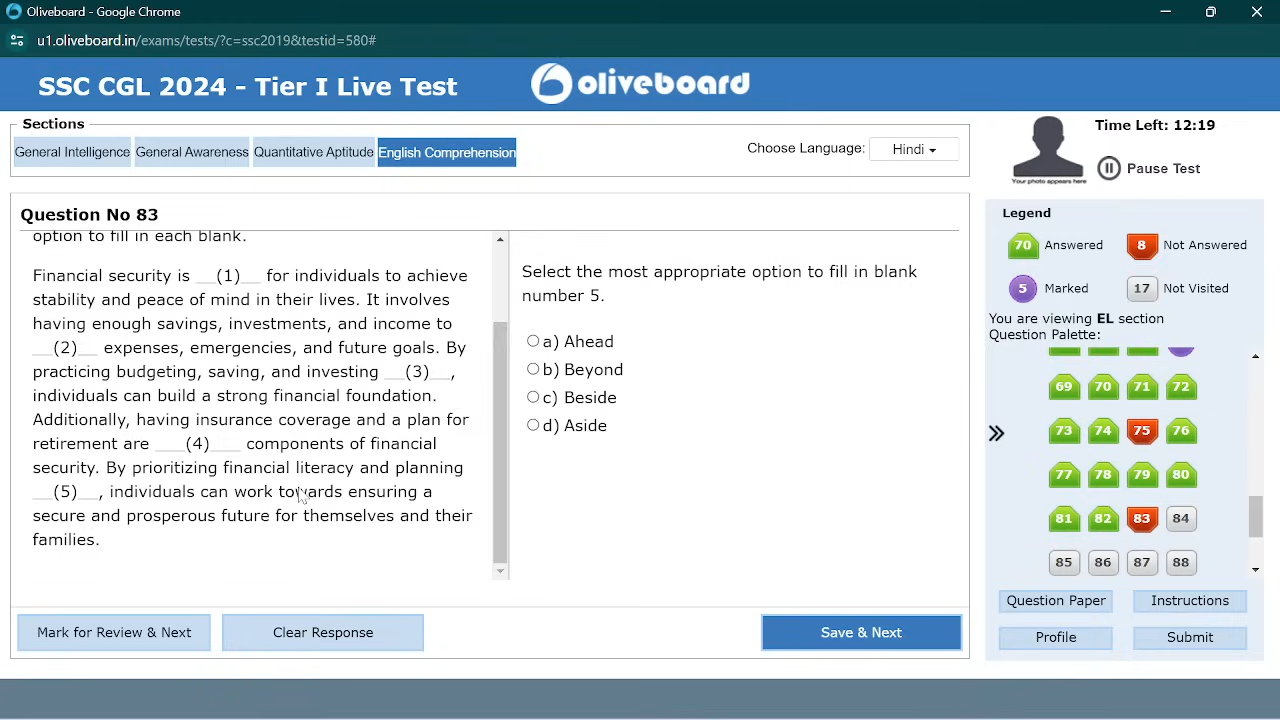 Oliveboard - Google Chrome
u1.oliveboard.in/exams/tests/?c=ssc2019&testid=580#
SSC CGL 2024 - Tier I Live Test
oliveboard
Sections
General Intelligence General Awareness Quantitative Aptitude English Comprehension
Choose Language: Hindi
Your photo appears here
Time Left: 12:19
Pause Test
Question No 83
option to fill in each blank.
Financial security is __(1)__ for individuals to achieve
stability and peace of mind in their lives. It involves
having enough savings, investments, and income to
__(2)__ expenses, emergencies, and future goals. By
practicing budgeting, saving, and investing __(3)__,
individuals can build a strong financial foundation.
Additionally, having insurance coverage and a plan for
retirement are ___(4)___ components of financial
security. By prioritizing financial literacy and planning
__(5)__, individuals can work towards ensuring a
secure and prosperous future for themselves and their
families.
Select the most appropriate option to fill in blank
number 5.
a) Ahead
b) Beyond
c) Beside
d) Aside
Mark for Review & Next
Clear Response
Save & Next
Legend
70 Answered 8 Not Answered
5 Marked 17 Not Visited
You are viewing EL section
Question Palette:
69 70 71 72
73 74 75 76
77 78 79 80
81 82 83 84
85 86 87 88
Question Paper Instructions
Profile Submit